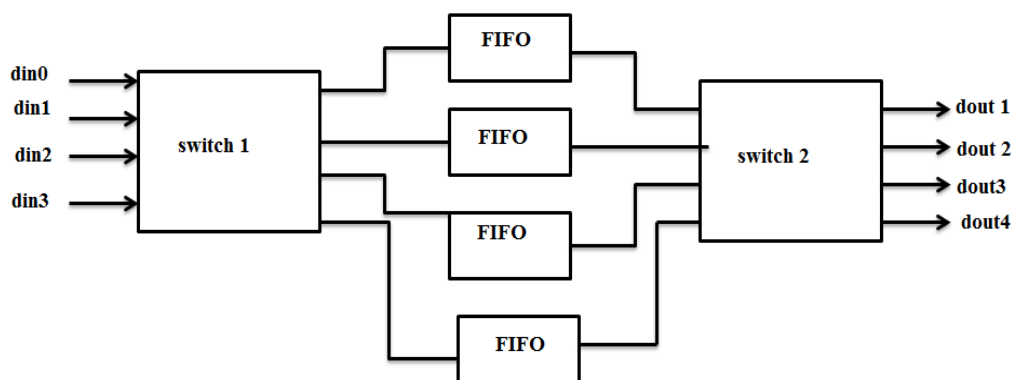 din0
din1
din2
din3
switch 1
FIFO
FIFO
FIFO
FIFO
switch 2
dout 1
dout 2
dout3
dout4